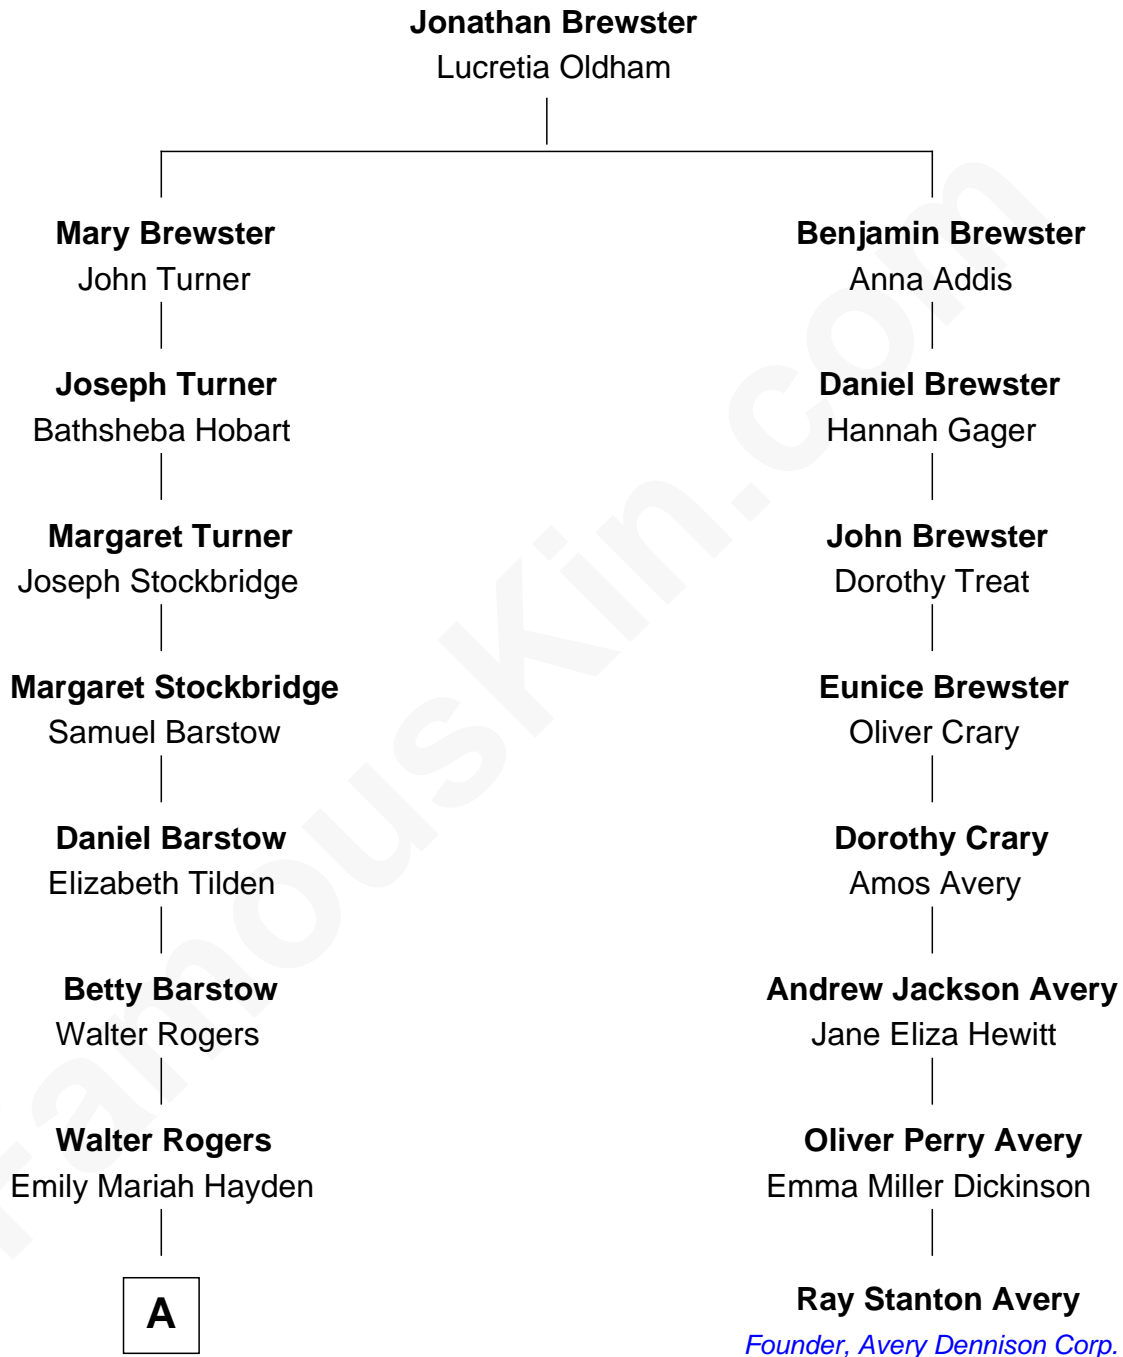 Jonathan Brewster
Lucretia Oldham
Mary Brewster
John Turner
Benjamin Brewster
Anna Addis
Joseph Turner
Bathsheba Hobart
Daniel Brewster
Hannah Gager
Margaret Turner
Joseph Stockbridge
John Brewster
Dorothy Treat
Margaret Stockbridge
Samuel Barstow
Eunice Brewster
Oliver Crary
Daniel Barstow
Elizabeth Tilden
Dorothy Crary
Amos Avery
Betty Barstow
Walter Rogers
Andrew Jackson Avery
Jane Eliza Hewitt
Walter Rogers
Emily Mariah Hayden
Oliver Perry Avery
Emma Miller Dickinson
A
Ray Stanton Avery
Founder, Avery Dennison Corp.
FamousKin.com